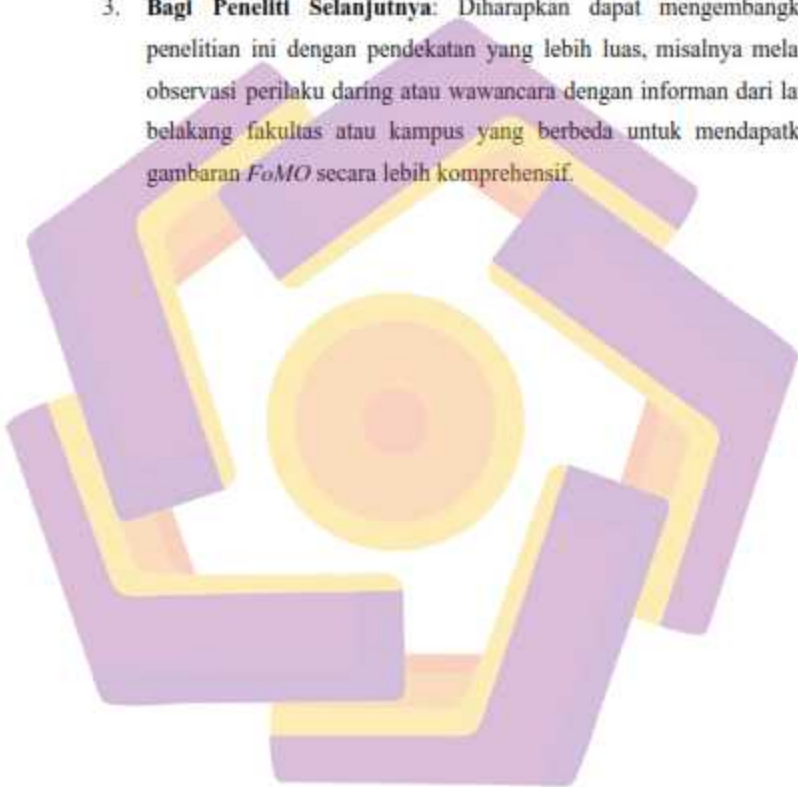 3. Bagi Peneliti Selanjutnya: Diharapkan dapat mengembangk
penelitian ini dengan pendekatan yang lebih luas, misalnya mela
observasi perilaku daring atau wawancara dengan informan dari la
belakang fakultas atau kampus yang berbeda untuk mendapatk
gambaran FoMO secara lebih komprehensif.